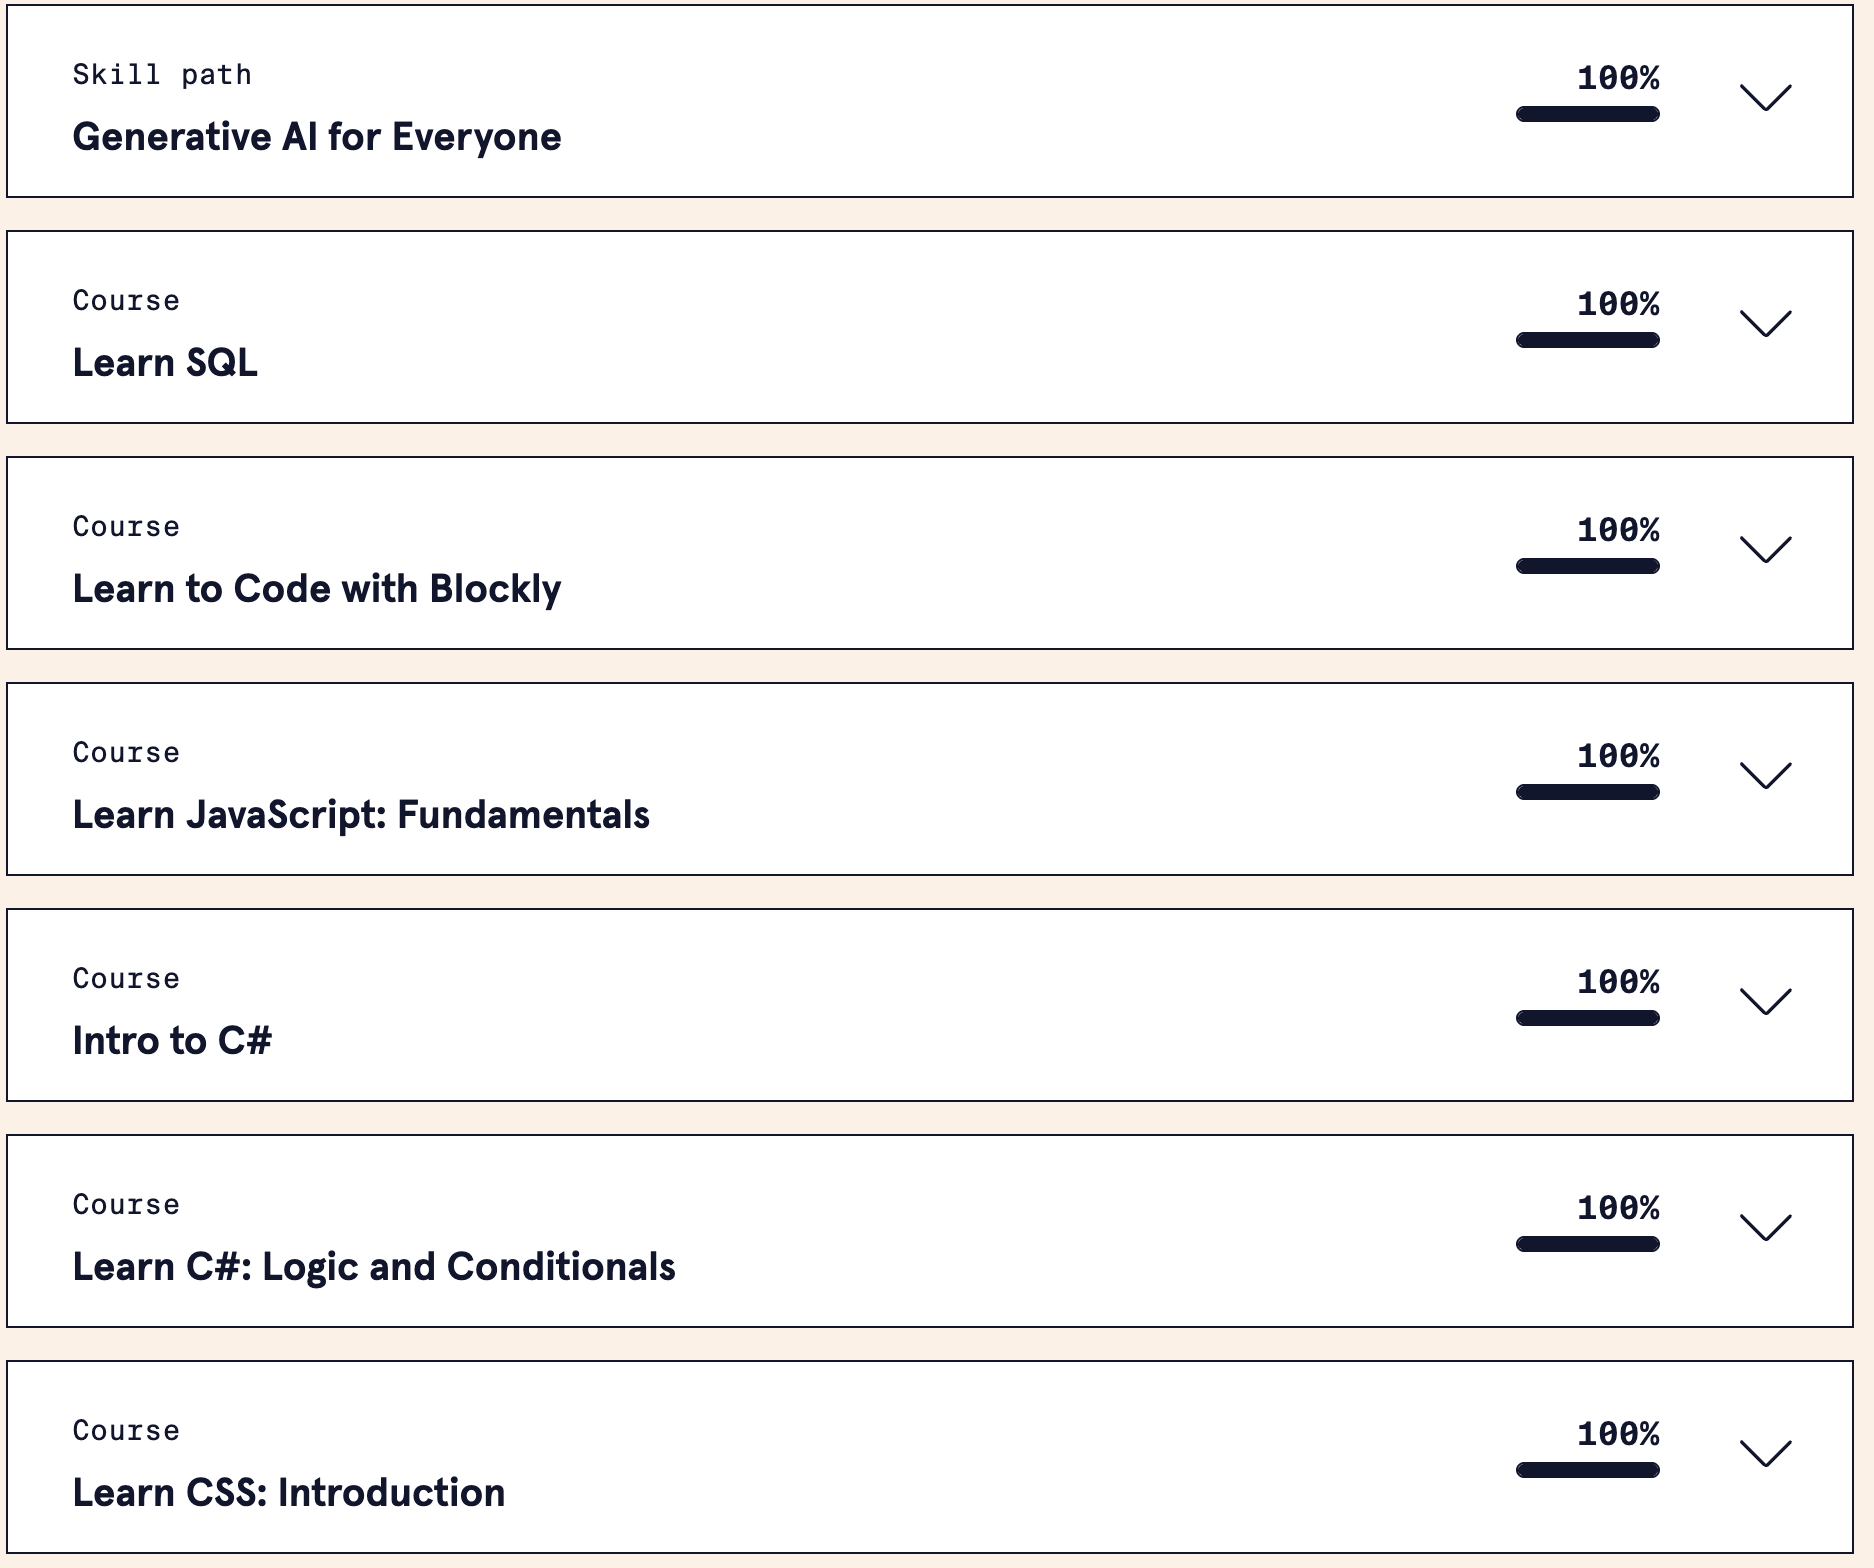 Skill path
100%
Generative AI for Everyone
Course
100%
Learn SQL
Course
100%
Learn to Code with Blockly
Course
100%
Learn JavaScript: Fundamentals
Course
100%
Intro to C#
Course
100%
Learn C#: Logic and Conditionals
Course
100%
Learn CSS: Introduction